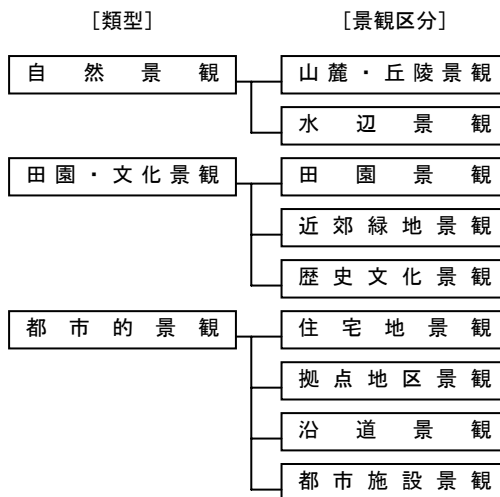 [類型] [景観区分]
自然景観 山麓・丘陵景観
水辺景観
田園・文化景観 田園景観
近郊緑地景観
歴史文化景観
都市的景観 住宅地景観
拠点地区景観
沿道景観
都市施設景観